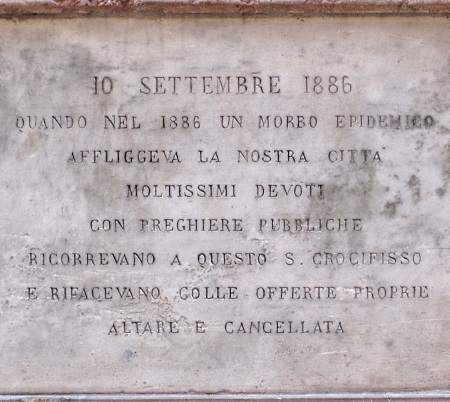 10 SETTEMBRE 1886
QUANDO NEL 1886 UN MORBO EPIDEMICO
AFFLIGGEVA LA NOSTRA CITTA
MOLTISSIMI DEVOTI
CON PREGHIERE PUBBLICHE
RICORREVANO A QUESTO S. CROCIFISSO
E RIFACEVANO COLLE OFFERTE PROPRIE
ALTARE E CANCELLATA